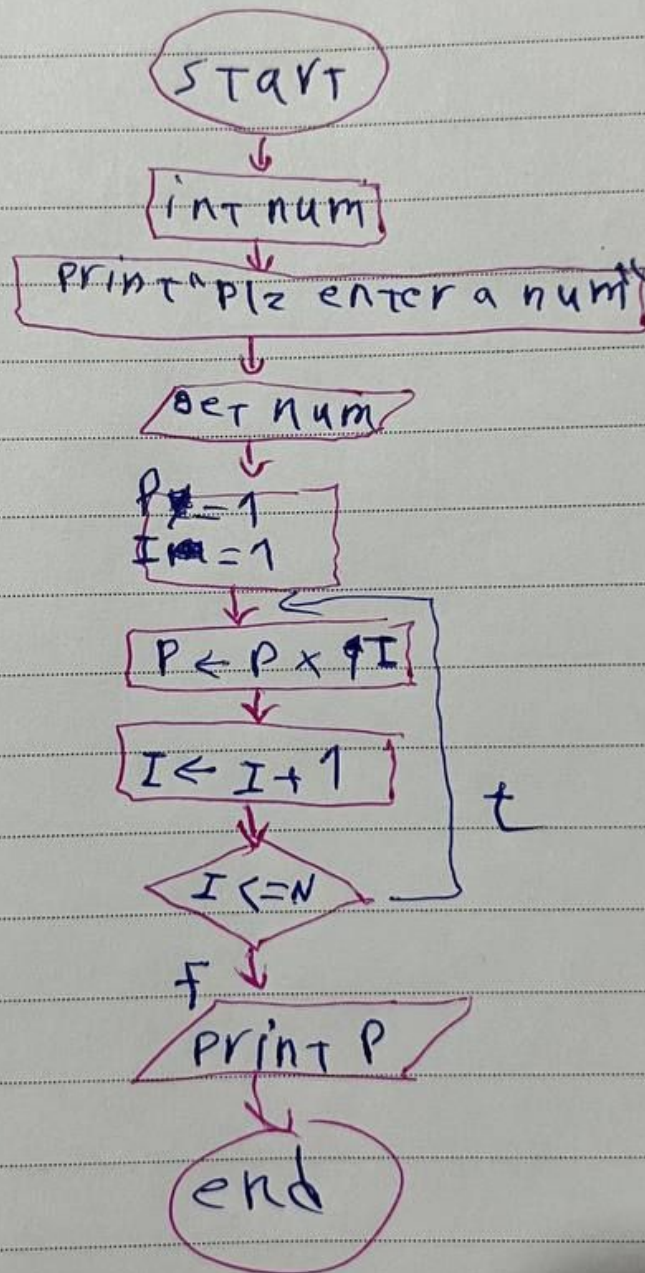 START
int num
print "plz enter a num"
get num
P = 1
I = 1
P ← P × I
I ← I + 1
t
I <= N
f
print P
end